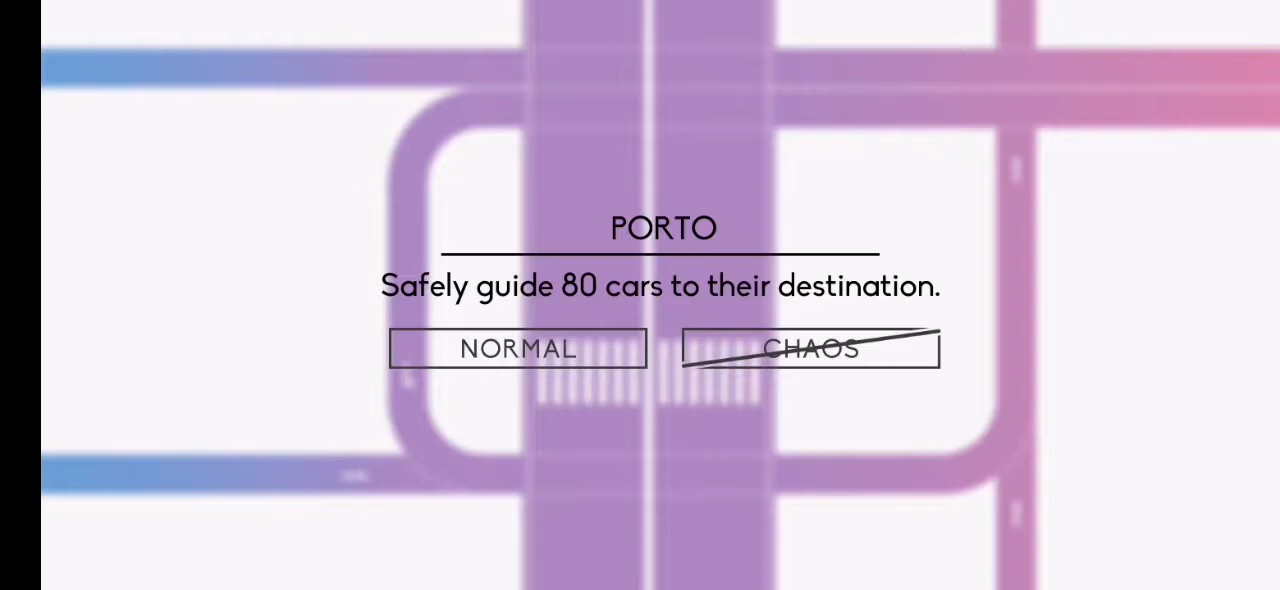 PORTO
Safely guide 80 cars to their destination.
NORMAL
CHAOS